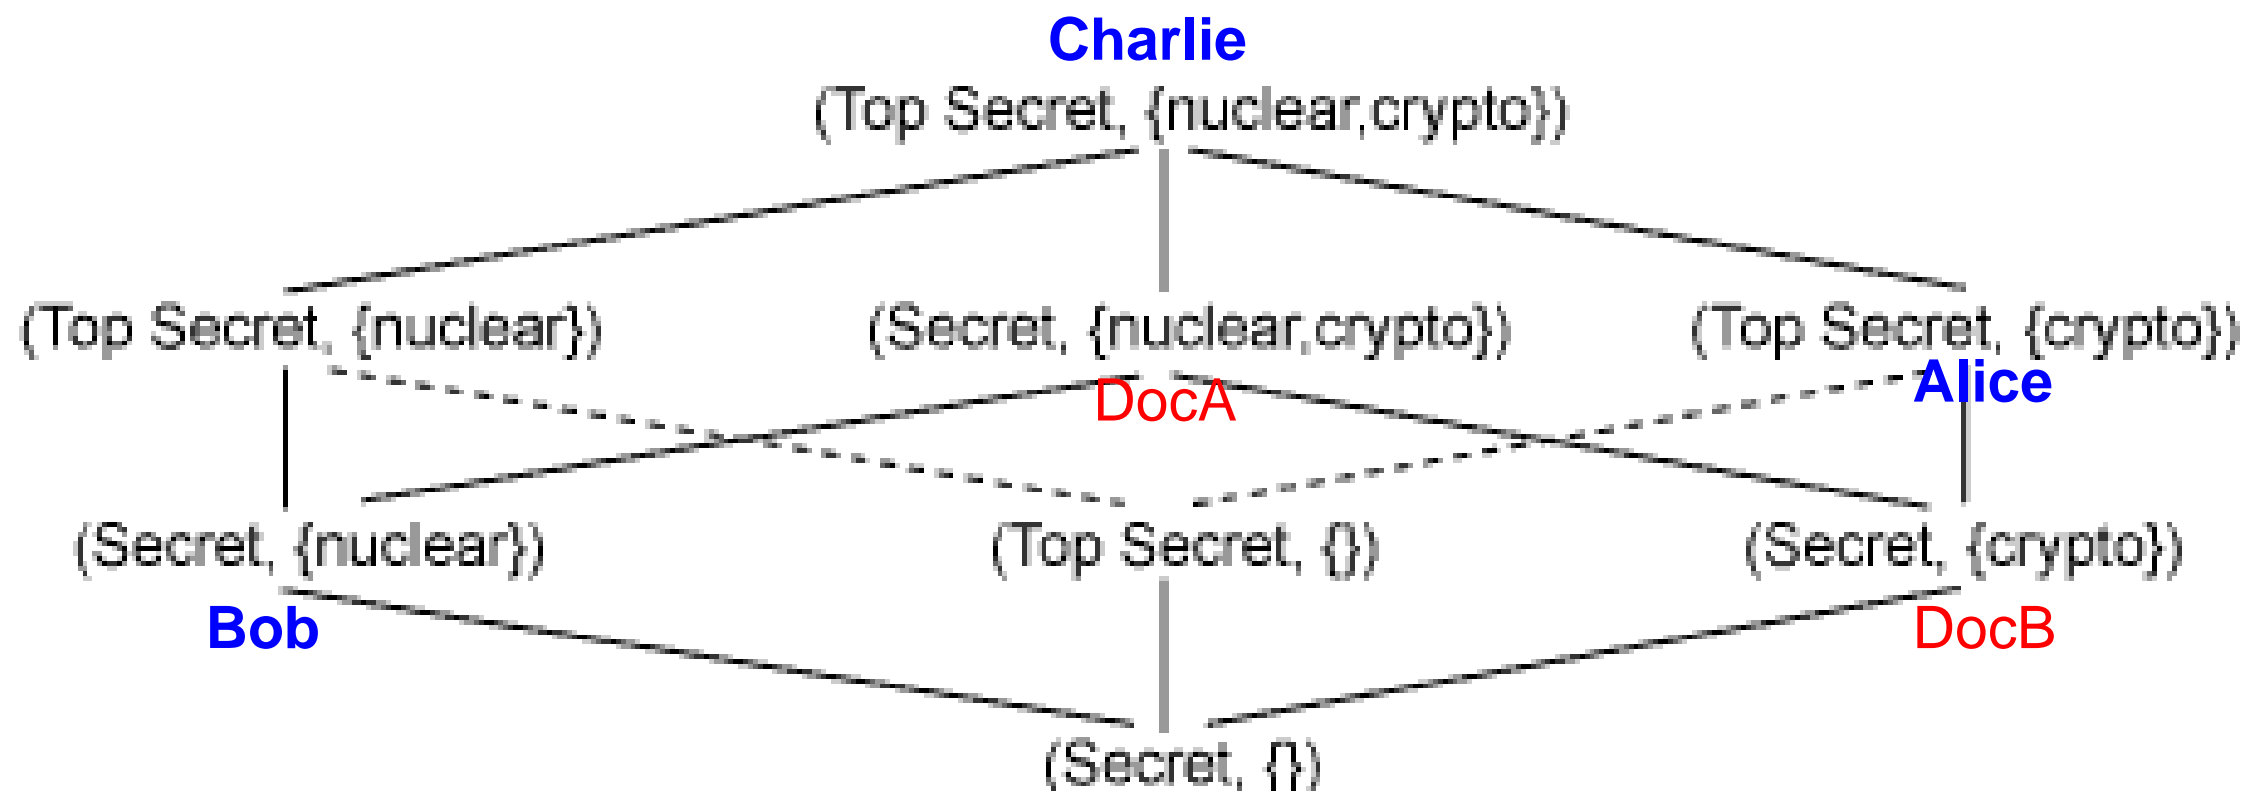 Charlie
(Top Secret, {nuclear,crypto})
(Top Secret, {nuclear})
(Secret, {nuclear,crypto})
(Top Secret, {crypto})
DocA
Alice
(Secret, {nuclear})
(Top Secret, {})
(Secret, {crypto})
Bob
DocB
(Secret, {})